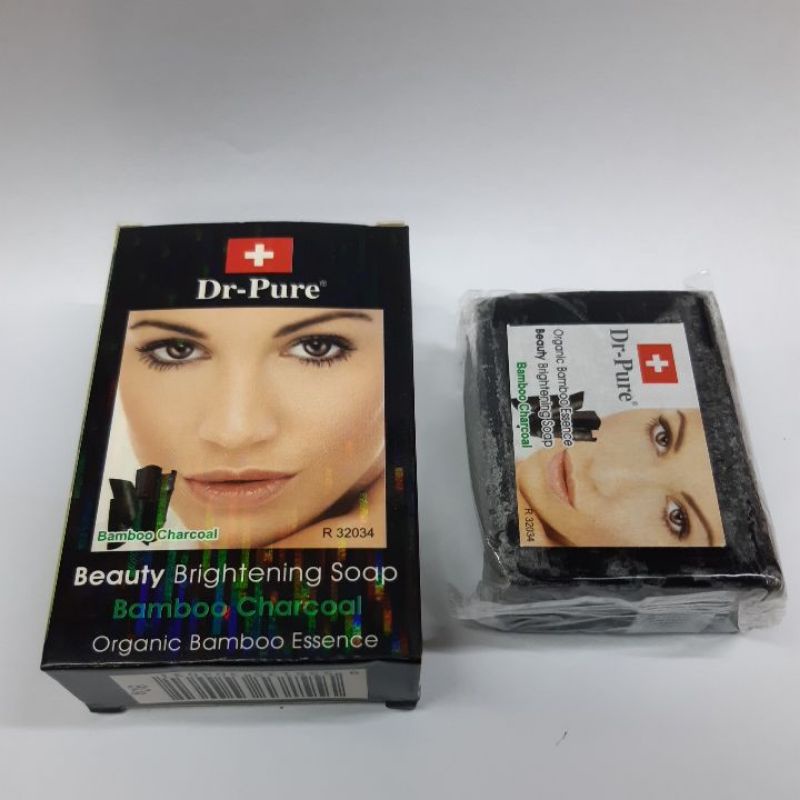 Dr-Pure®
Bamboo Charcoal
R 32034
Beauty Brightening Soap
Bamboo Charcoal
Organic Bamboo Essence
Dr-Pure®
Organic Bamboo Essence
Beauty Brightening Soap
Bamboo Charcoal
R 32034